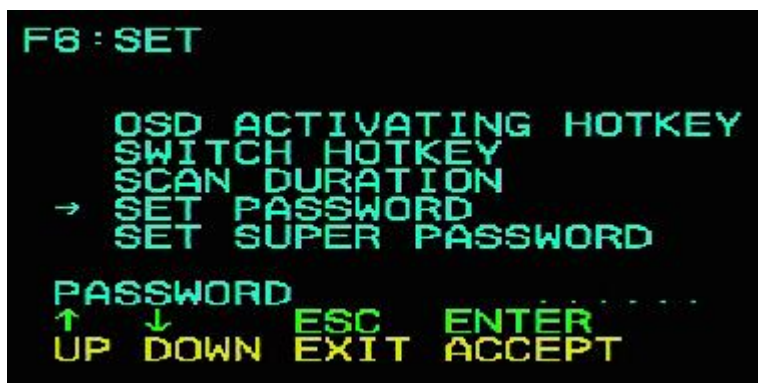 F6:SET
OSD ACTIVATING HOTKEY
SWITCH HOTKEY
SCAN DURATION
→ SET PASSWORD
SET SUPER PASSWORD
PASSWORD ......
↑ ↓ ESC ENTER
UP DOWN EXIT ACCEPT